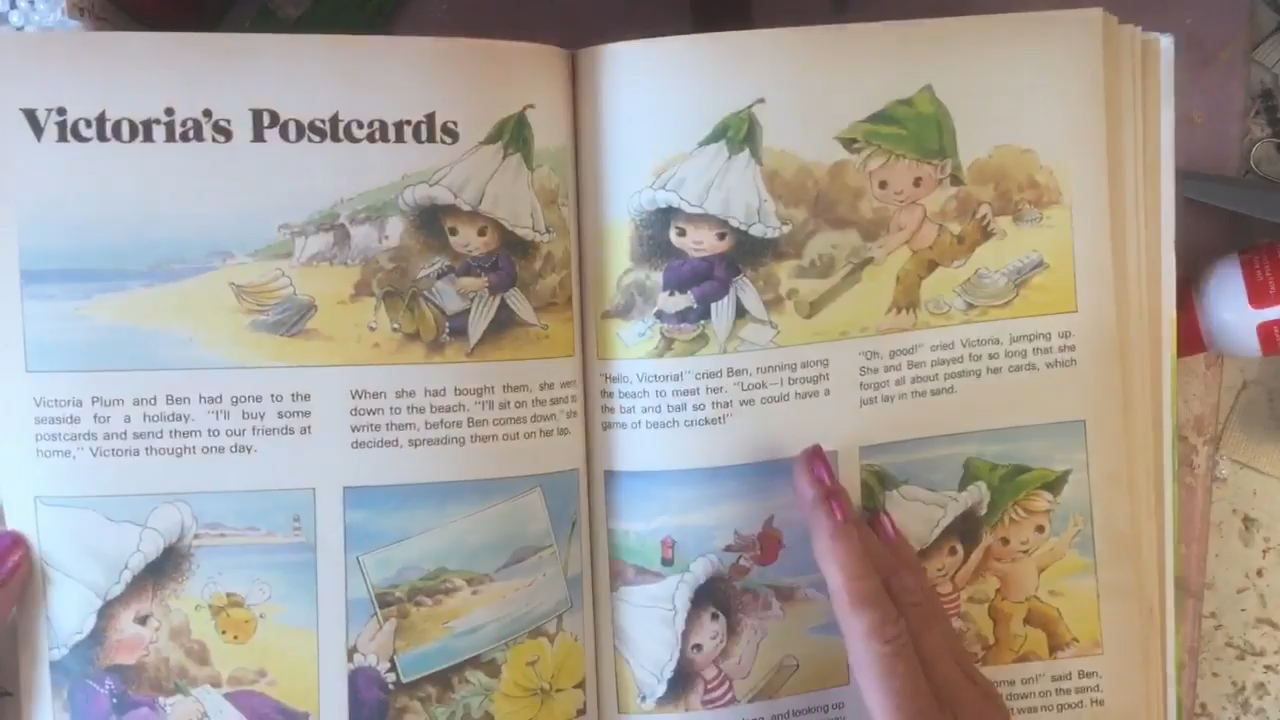 Victoria's Postcards
Victoria Plum and Ben had gone to the
seaside for a holiday. "I'll buy some
postcards and send them to our friends at
home," Victoria thought one day.
When she had bought them, she went
down to the beach. "I'll sit on the sand to
write them, before Ben comes down," she
decided, spreading them out on her lap.
"Hello, Victoria!" cried Ben, running along
the beach to meet her. "Look—I brought
the bat and ball so that we could have a
game of beach cricket!"
"Oh, good!" cried Victoria, jumping up.
She and Ben played for so long that she
forgot all about posting her cards, which
just lay in the sand.
and looking up
ome on!" said Ben,
down on the sand,
it was no good. He